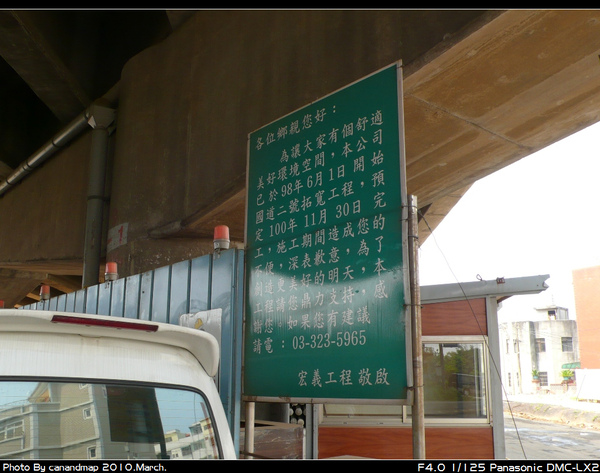 各位鄉親您好：
為讓大家有個舒適
美好環境空間，本公司
已於98年6月1日開始
國道二號拓寬工程，預
定100年11月30日完
工，施工期間造成您的
不便，深表歉意，為了
創造更美好的明天，本
工程 您鼎力支持，感
謝您 如果您有建議
請電：03-323-5965
宏義工程 敬啟
Photo By canandmap 2010.March.
F4.0 1/125 Panasonic DMC-LX2